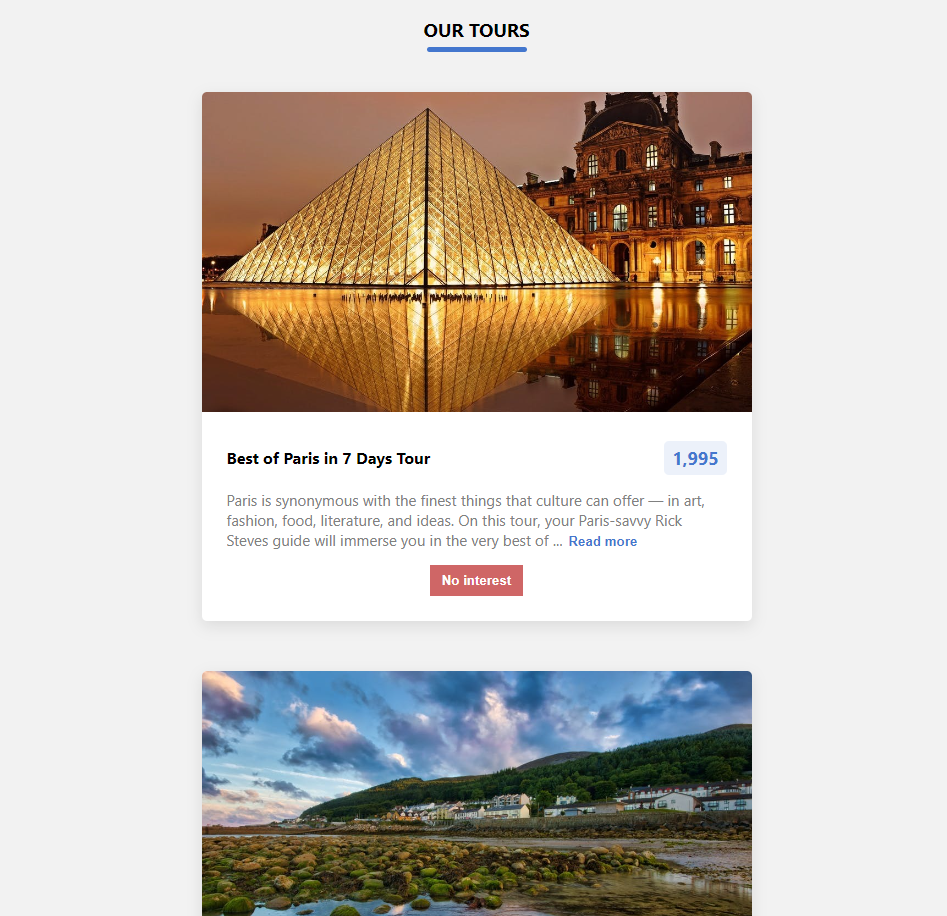 OUR TOURS
Best of Paris in 7 Days Tour
1,995
Paris is synonymous with the finest things that culture can offer — in art,
fashion, food, literature, and ideas. On this tour, your Paris-savvy Rick
Steves guide will immerse you in the very best of ... Read more
No interest